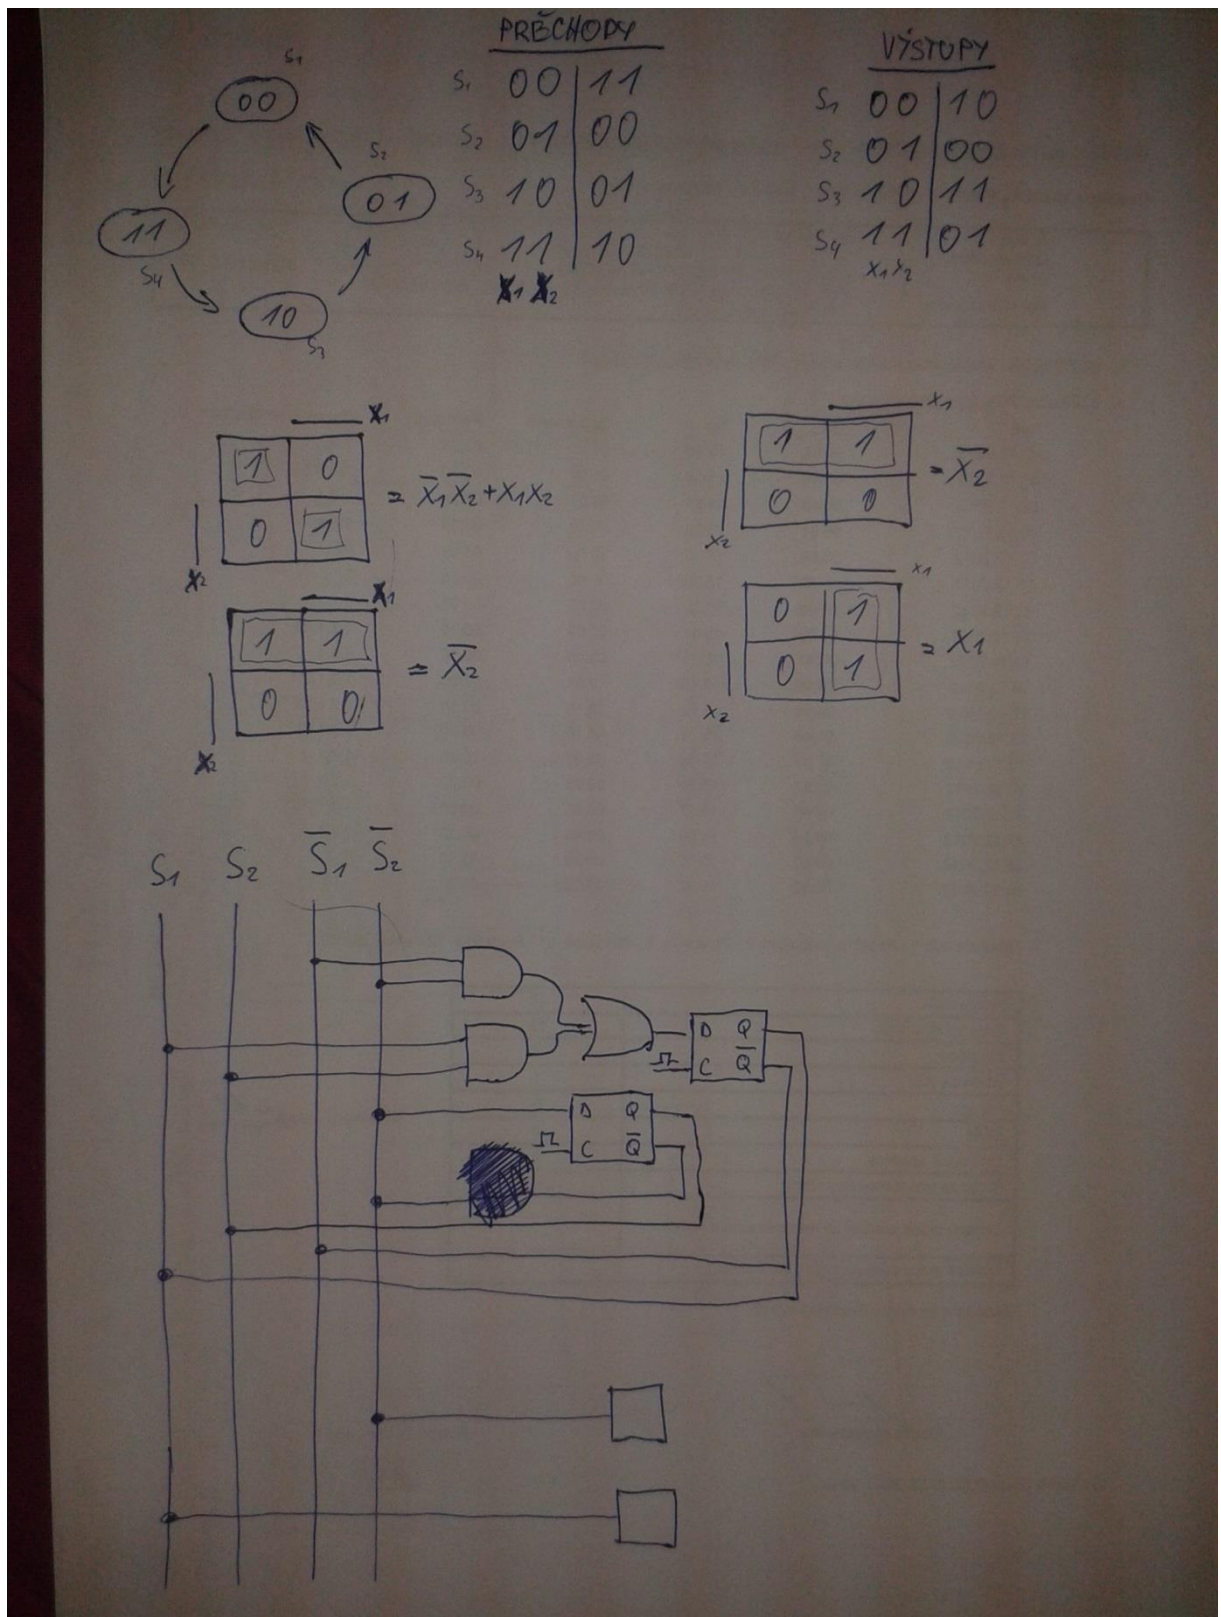 PŘECHODY
S1 00 | 11
S2 01 | 00
S3 10 | 01
S4 11 | 10
X1 X2
VÝSTUPY
S1 00 | 10
S2 01 | 00
S3 10 | 11
S4 11 | 01
X1 X2
S1
00
S2
01
11
S4
10
S3
X1
1 0
0 1
X2
= X̅1X̅2+X1X2
X1
1 1
0 0
X2
= X̅2
X1
1 1
0 0
X2
= X̅2
X1
0 1
0 1
X2
= X1
S1 S2 S̅1 S̅2
D Q
C Q̅
D Q
C Q̅